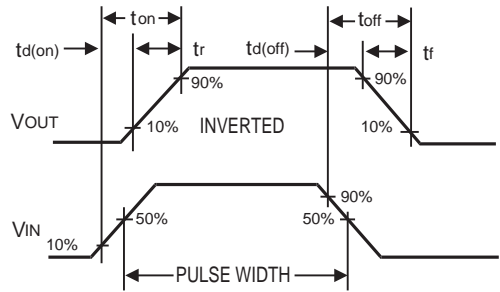 ton toff
td(on) tr td(off) tf
90% 90%
VOUT 10% INVERTED 10%
90%
50% 50%
VIN
10%
PULSE WIDTH